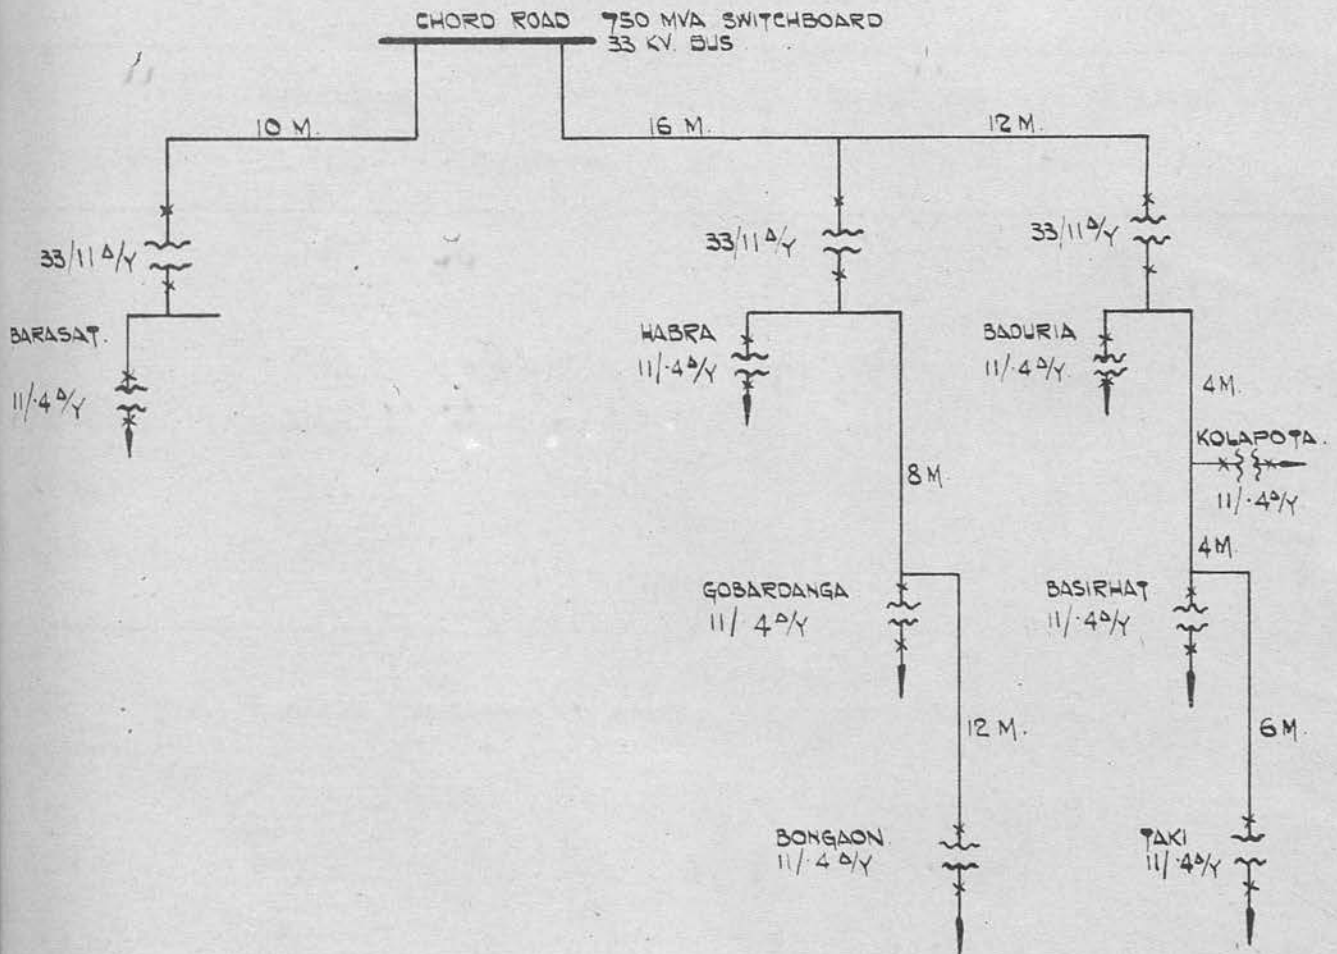 CHORD ROAD 750 MVA SWITCHBOARD
33 KV. BUS
10 M.
16 M.
12 M.
33/11 Δ/Y
33/11 Δ/Y
33/11 Δ/Y
BARASAT.
11/.4 Δ/Y
HABRA
11/.4 Δ/Y
BADURIA
11/.4 Δ/Y.
4 M.
KOLAPOTA.
11/.4 Δ/Y
8 M.
4 M.
GOBARDANGA
11/.4 Δ/Y
BASIRHAT
11/.4 Δ/Y
12 M.
6 M.
BONGAON
11/.4 Δ/Y
TAKI
11/.4 Δ/Y